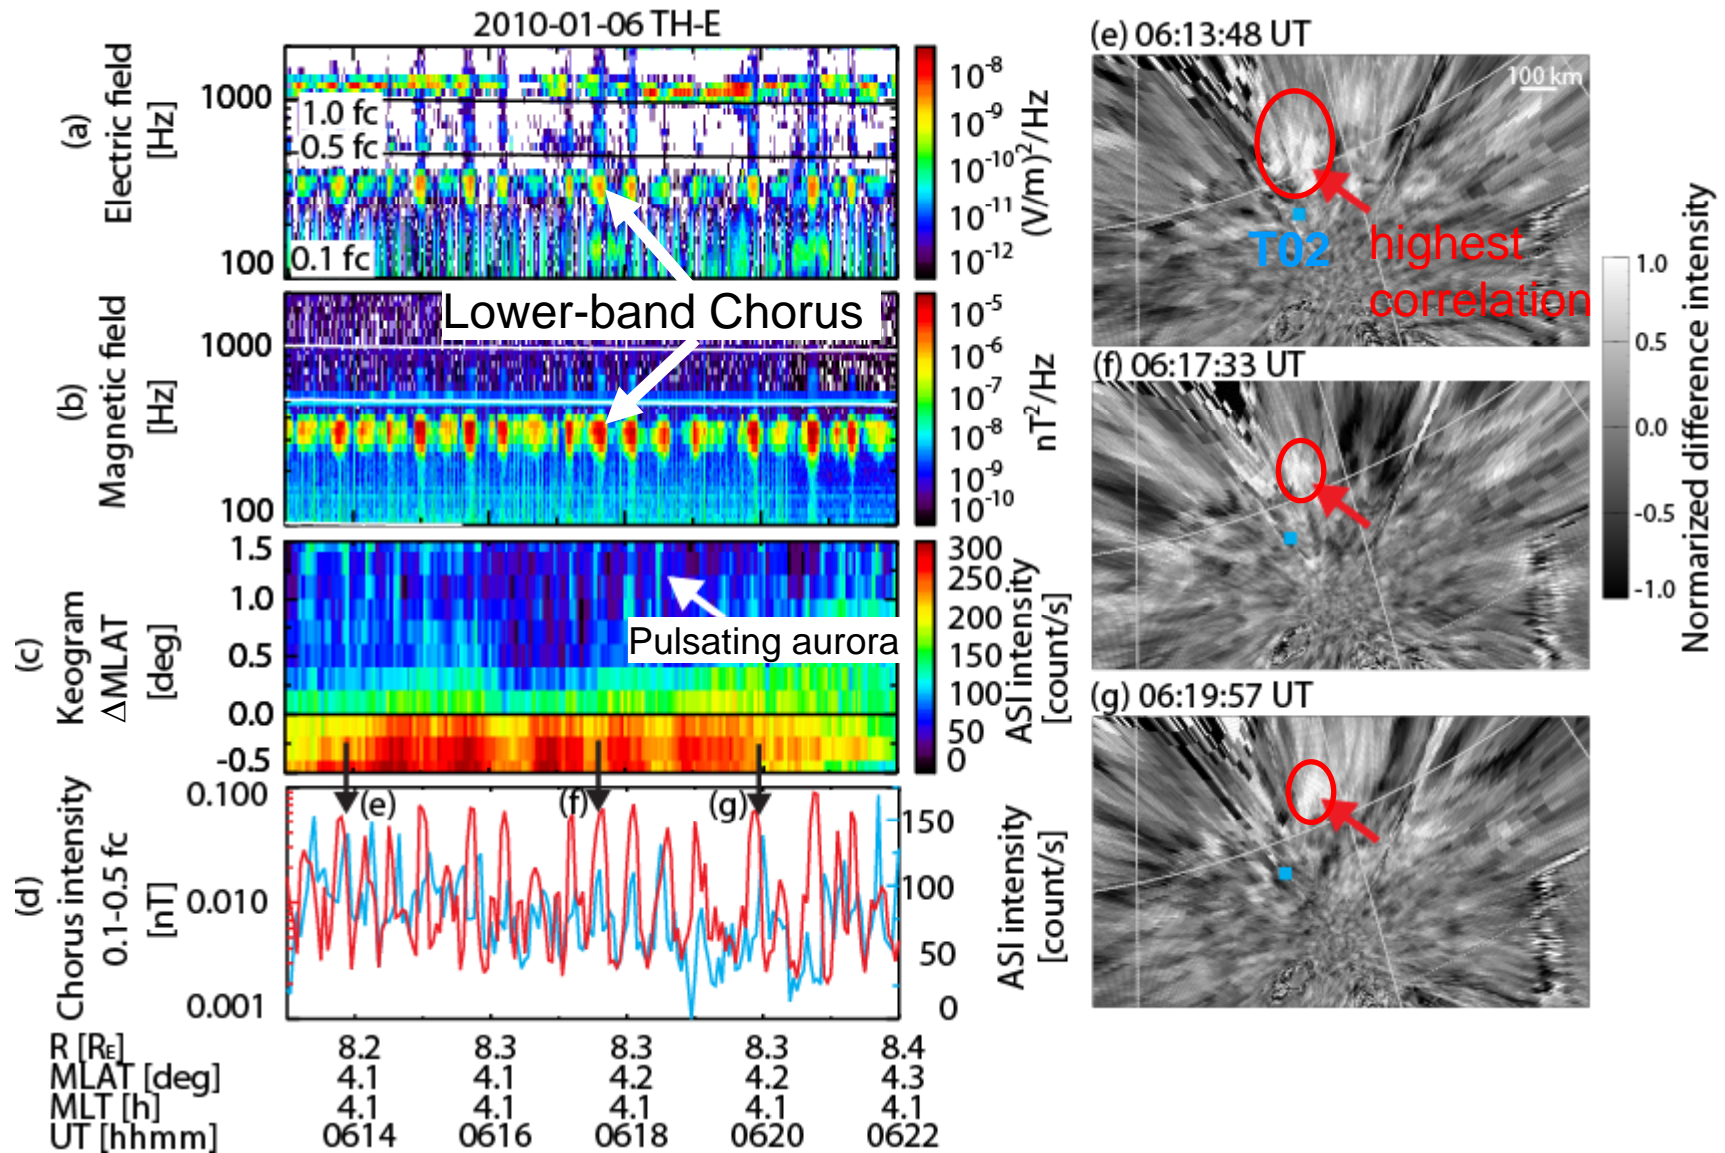 2010-01-06 TH-E
(a)
Electric field
[Hz]
1000
100
1.0 fc
0.5 fc
0.1 fc
10-8
10-9
10-10
10-11
10-12
(V/m)2/Hz
Lower-band Chorus
(b)
Magnetic field
[Hz]
1000
100
10-5
10-6
10-7
10-8
10-9
10-10
nT2/Hz
(c)
Keogram
ΔMLAT
[deg]
1.5
1.0
0.5
0.0
-0.5
Pulsating aurora
300
250
200
150
100
50
0
ASI intensity
[count/s]
(d)
Chorus intensity
0.1-0.5 fc
[nT]
0.100
0.010
0.001
(e)
(f)
(g)
150
100
50
0
ASI intensity
[count/s]
R [RE] 8.2 8.3 8.3 8.3 8.4
MLAT [deg] 4.1 4.1 4.2 4.2 4.3
MLT [h] 4.1 4.1 4.1 4.1 4.1
UT [hhmm] 0614 0616 0618 0620 0622
(e) 06:13:48 UT
100 km
T02
highest
correlation
(f) 06:17:33 UT
(g) 06:19:57 UT
1.0
0.5
0.0
-0.5
-1.0
Normarized difference intensity